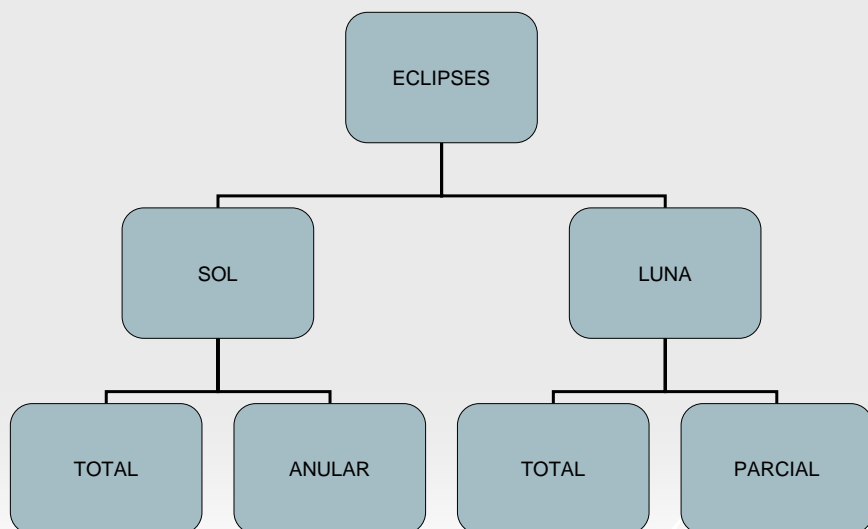 ECLIPSES
SOL
LUNA
TOTAL
ANULAR
TOTAL
PARCIAL